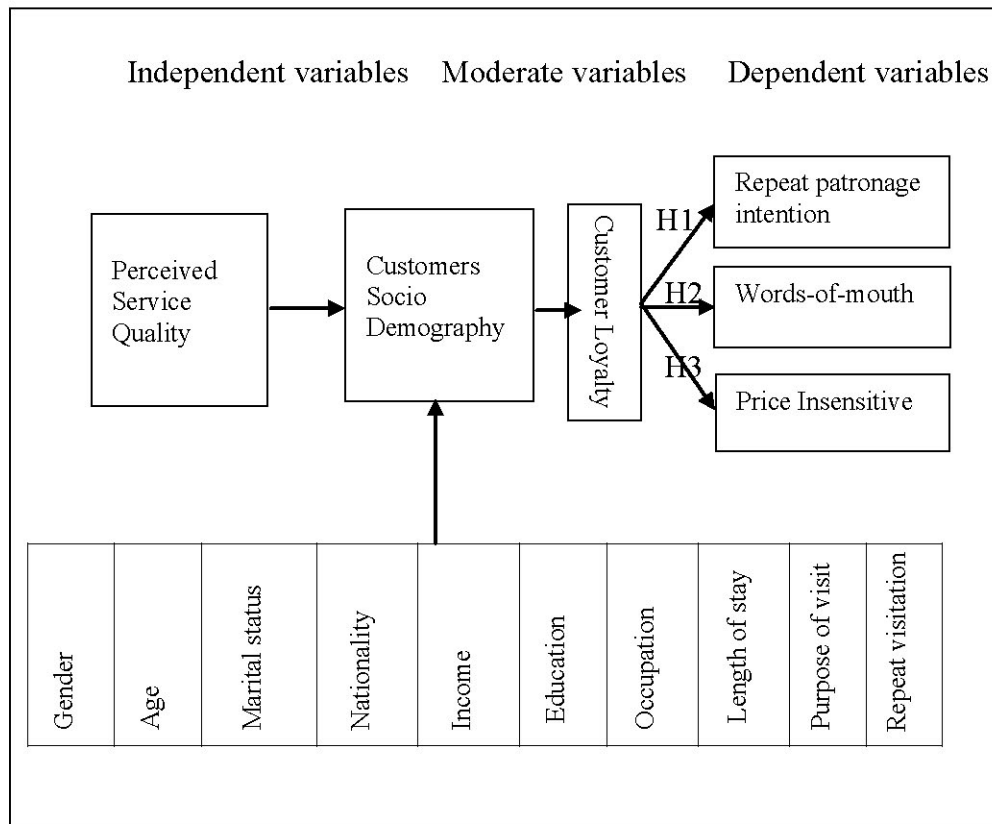 Independent variables Moderate variables Dependent variables
Perceived
Service
Quality
Customers
Socio
Demography
Customer Loyalty
H1
H2
H3
Repeat patronage
intention
Words-of-mouth
Price Insensitive
Gender
Age
Marital status
Nationality
Income
Education
Occupation
Length of stay
Purpose of visit
Repeat visitation